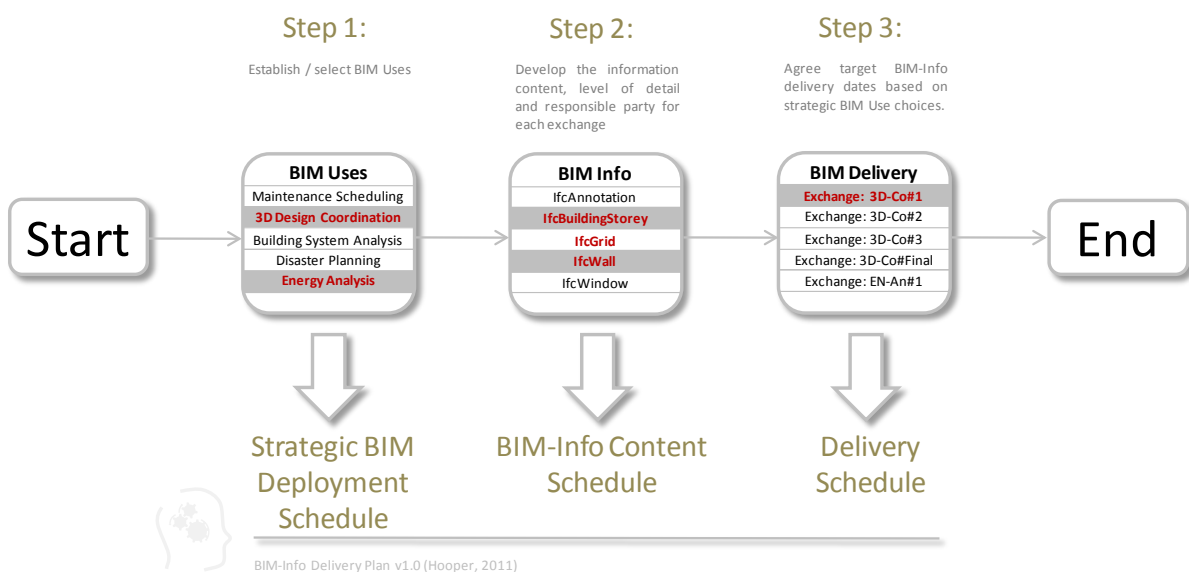 Step 1:
Establish / select BIM Uses
Step 2:
Develop the information
content, level of detail
and responsible party for
each exchange
Step 3:
Agree target BIM-Info
delivery dates based on
strategic BIM Use choices.
Start
BIM Uses
Maintenance Scheduling
3D Design Coordination
Building System Analysis
Disaster Planning
Energy Analysis
BIM Info
IfcAnnotation
IfcBuildingStorey
IfcGrid
IfcWall
IfcWindow
BIM Delivery
Exchange: 3D-Co#1
Exchange: 3D-Co#2
Exchange: 3D-Co#3
Exchange: 3D-Co#Final
Exchange: EN-An#1
End
Strategic BIM
Deployment
Schedule
BIM-Info Content
Schedule
Delivery
Schedule
BIM-Info Delivery Plan v1.0 (Hooper, 2011)